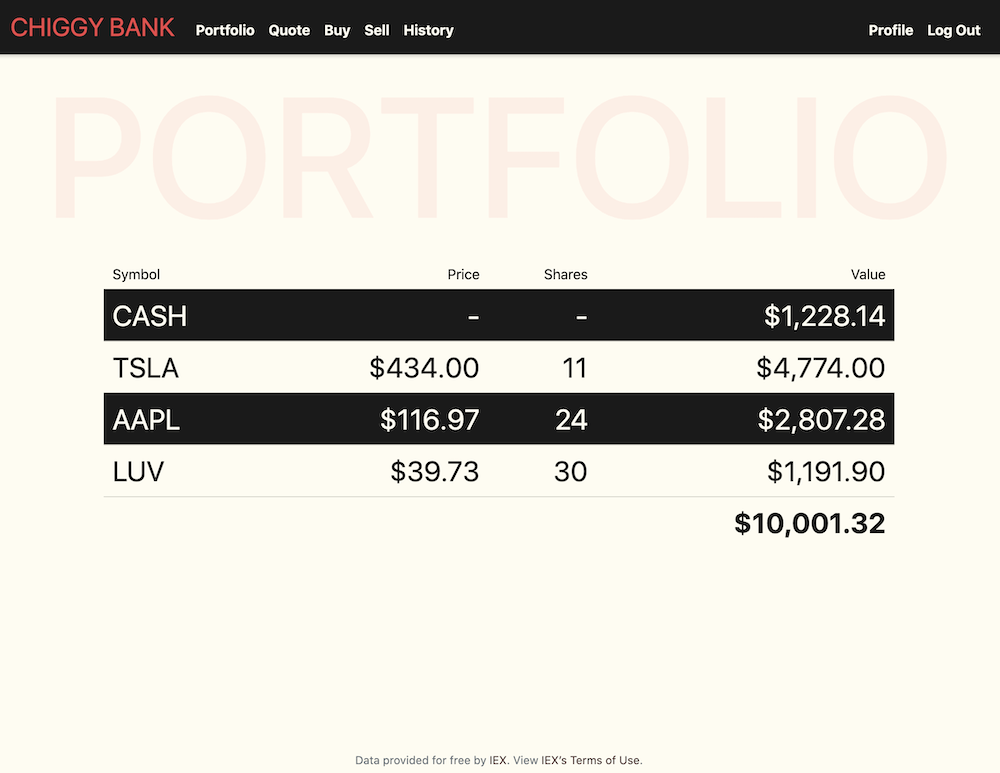 CHIGGY BANK Portfolio Quote Buy Sell History Profile Log Out
PORTFOLIO
Symbol Price Shares Value
CASH - - $1,228.14
TSLA $434.00 11 $4,774.00
AAPL $116.97 24 $2,807.28
LUV $39.73 30 $1,191.90
$10,001.32
Data provided for free by IEX. View IEX’s Terms of Use.